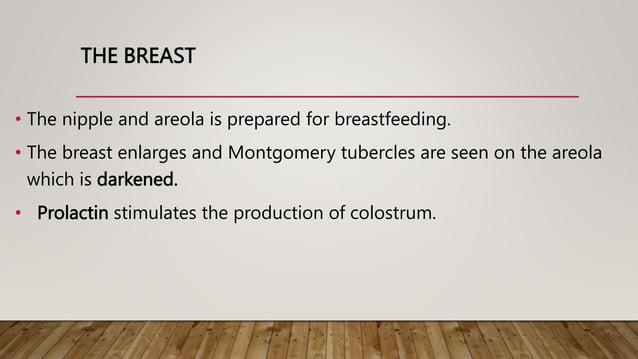 THE BREAST
• The nipple and areola is prepared for breastfeeding.
• The breast enlarges and Montgomery tubercles are seen on the areola
which is darkened.
• Prolactin stimulates the production of colostrum.